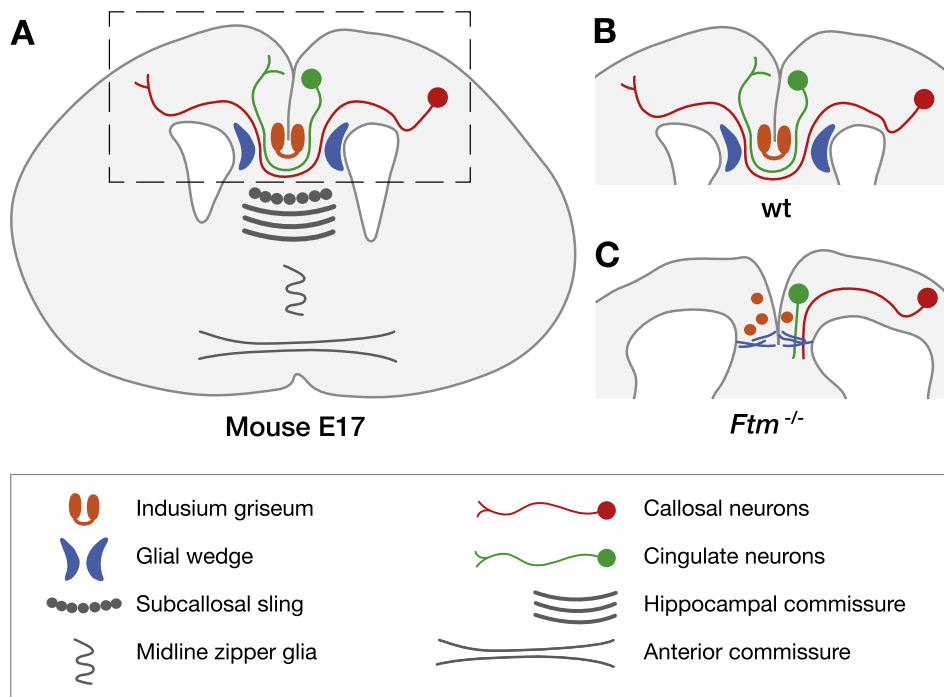 A
B
wt
C
Mouse E17
Ftm -/-
Indusium griseum
Callosal neurons
Glial wedge
Cingulate neurons
Subcallosal sling
Hippocampal commissure
Midline zipper glia
Anterior commissure